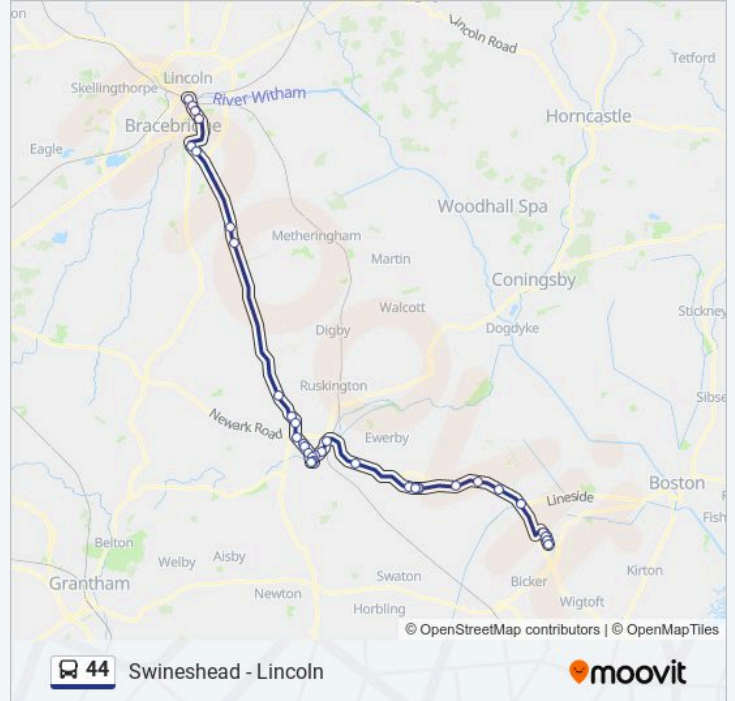 on
Lincoln Road
Tetford
Lincoln
Skellingthorpe
River Witham
Horncastle
Bracebridge
Eagle
Woodhall Spa
Metheringham
Martin
Coningsby
Walcott
Stickney
Digby
Dogdyke
Ruskington
Sibse
Newark Road
Ewerby
Boston
Lineside
Fish
Belton
Aisby
Welby
Kirton
Swaton
Bicker
Grantham
Newton
Horbling
Wigtoft
© OpenStreetMap contributors | © OpenMapTiles
44 Swineshead - Lincoln
moovit